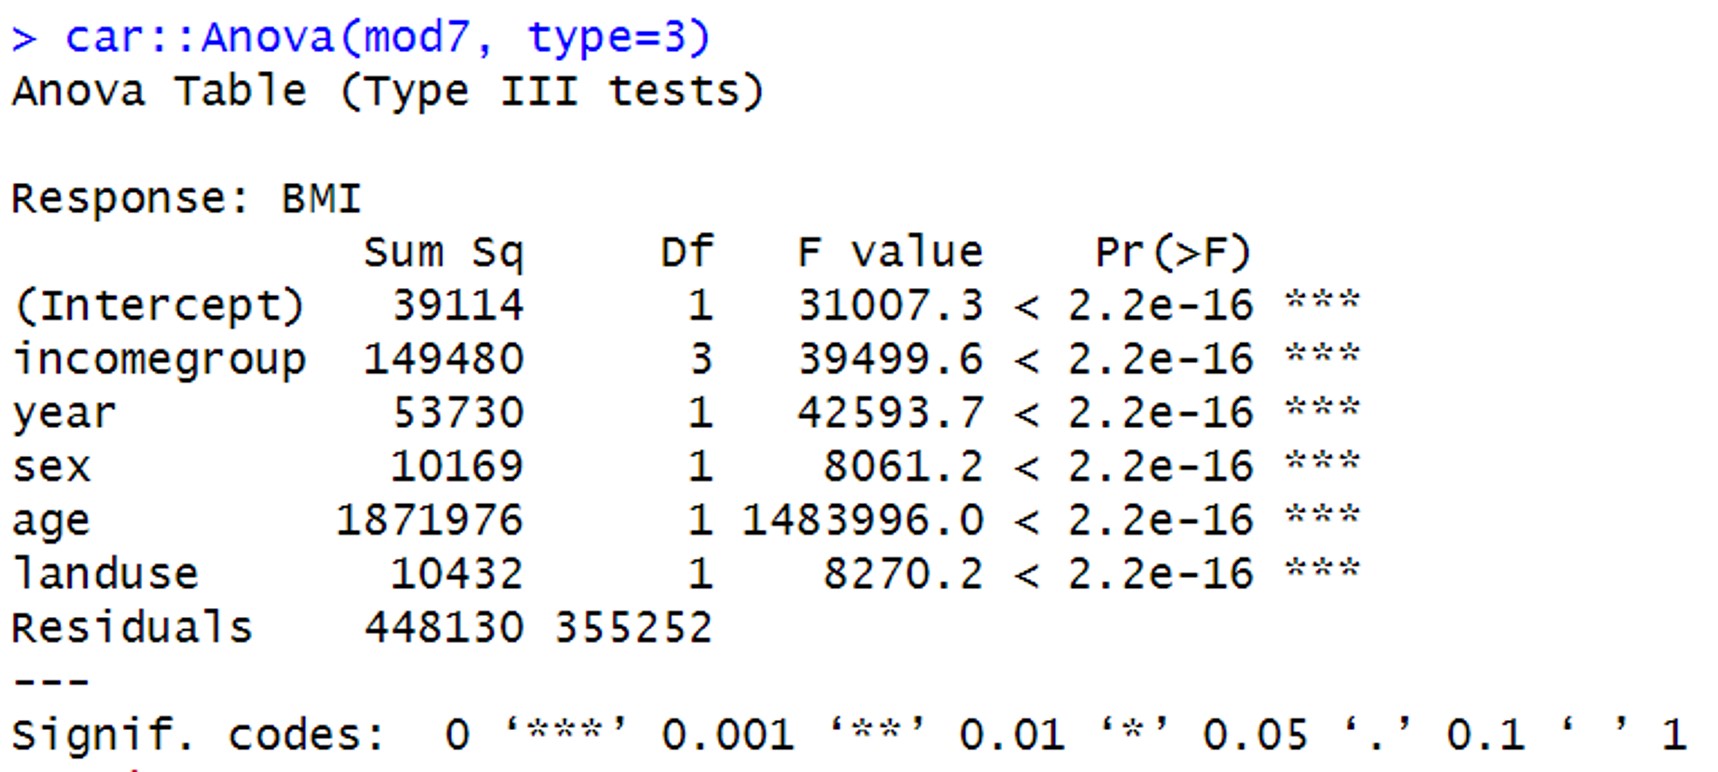 > car::Anova(mod7, type=3)
Anova Table (Type III tests)
Response: BMI
Sum Sq Df F value Pr(>F)
(Intercept) 39114 1 31007.3 < 2.2e-16 ***
incomegroup 149480 3 39499.6 < 2.2e-16 ***
year 53730 1 42593.7 < 2.2e-16 ***
sex 10169 1 8061.2 < 2.2e-16 ***
age 1871976 1 1483996.0 < 2.2e-16 ***
landuse 10432 1 8270.2 < 2.2e-16 ***
Residuals 448130 355252
---
Signif. codes: 0 ‘***’ 0.001 ‘**’ 0.01 ‘*’ 0.05 ‘.’ 0.1 ‘ ’ 1